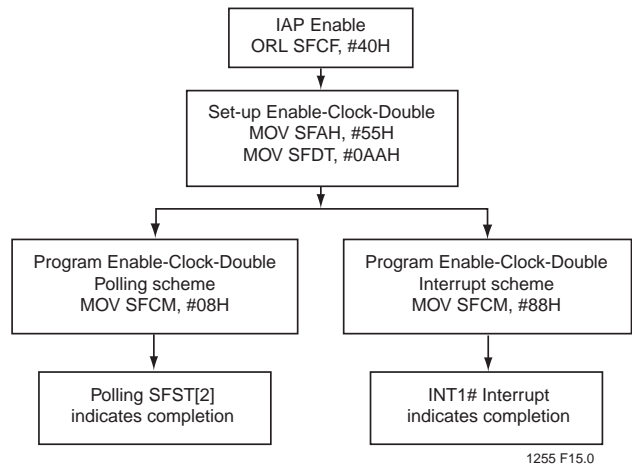 IAP Enable
ORL SFCF, #40H
Set-up Enable-Clock-Double
MOV SFAH, #55H
MOV SFDT, #0AAH
Program Enable-Clock-Double
Polling scheme
MOV SFCM, #08H
Program Enable-Clock-Double
Interrupt scheme
MOV SFCM, #88H
Polling SFST[2]
indicates completion
INT1# Interrupt
indicates completion
1255 F15.0